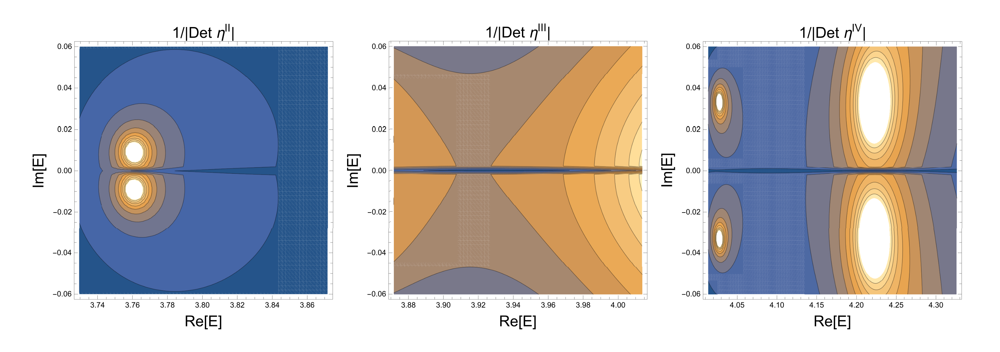 1/|Det η^II|
0.06
0.04
0.02
0.00
−0.02
−0.04
−0.06
Im[E]
3.74 3.76 3.78 3.80 3.82 3.84 3.86
Re[E]
1/|Det η^III|
0.06
0.04
0.02
0.00
−0.02
−0.04
−0.06
Im[E]
3.88 3.90 3.92 3.94 3.96 3.98 4.00
Re[E]
1/|Det η^IV|
0.06
0.04
0.02
0.00
−0.02
−0.04
−0.06
Im[E]
4.05 4.10 4.15 4.20 4.25 4.30
Re[E]